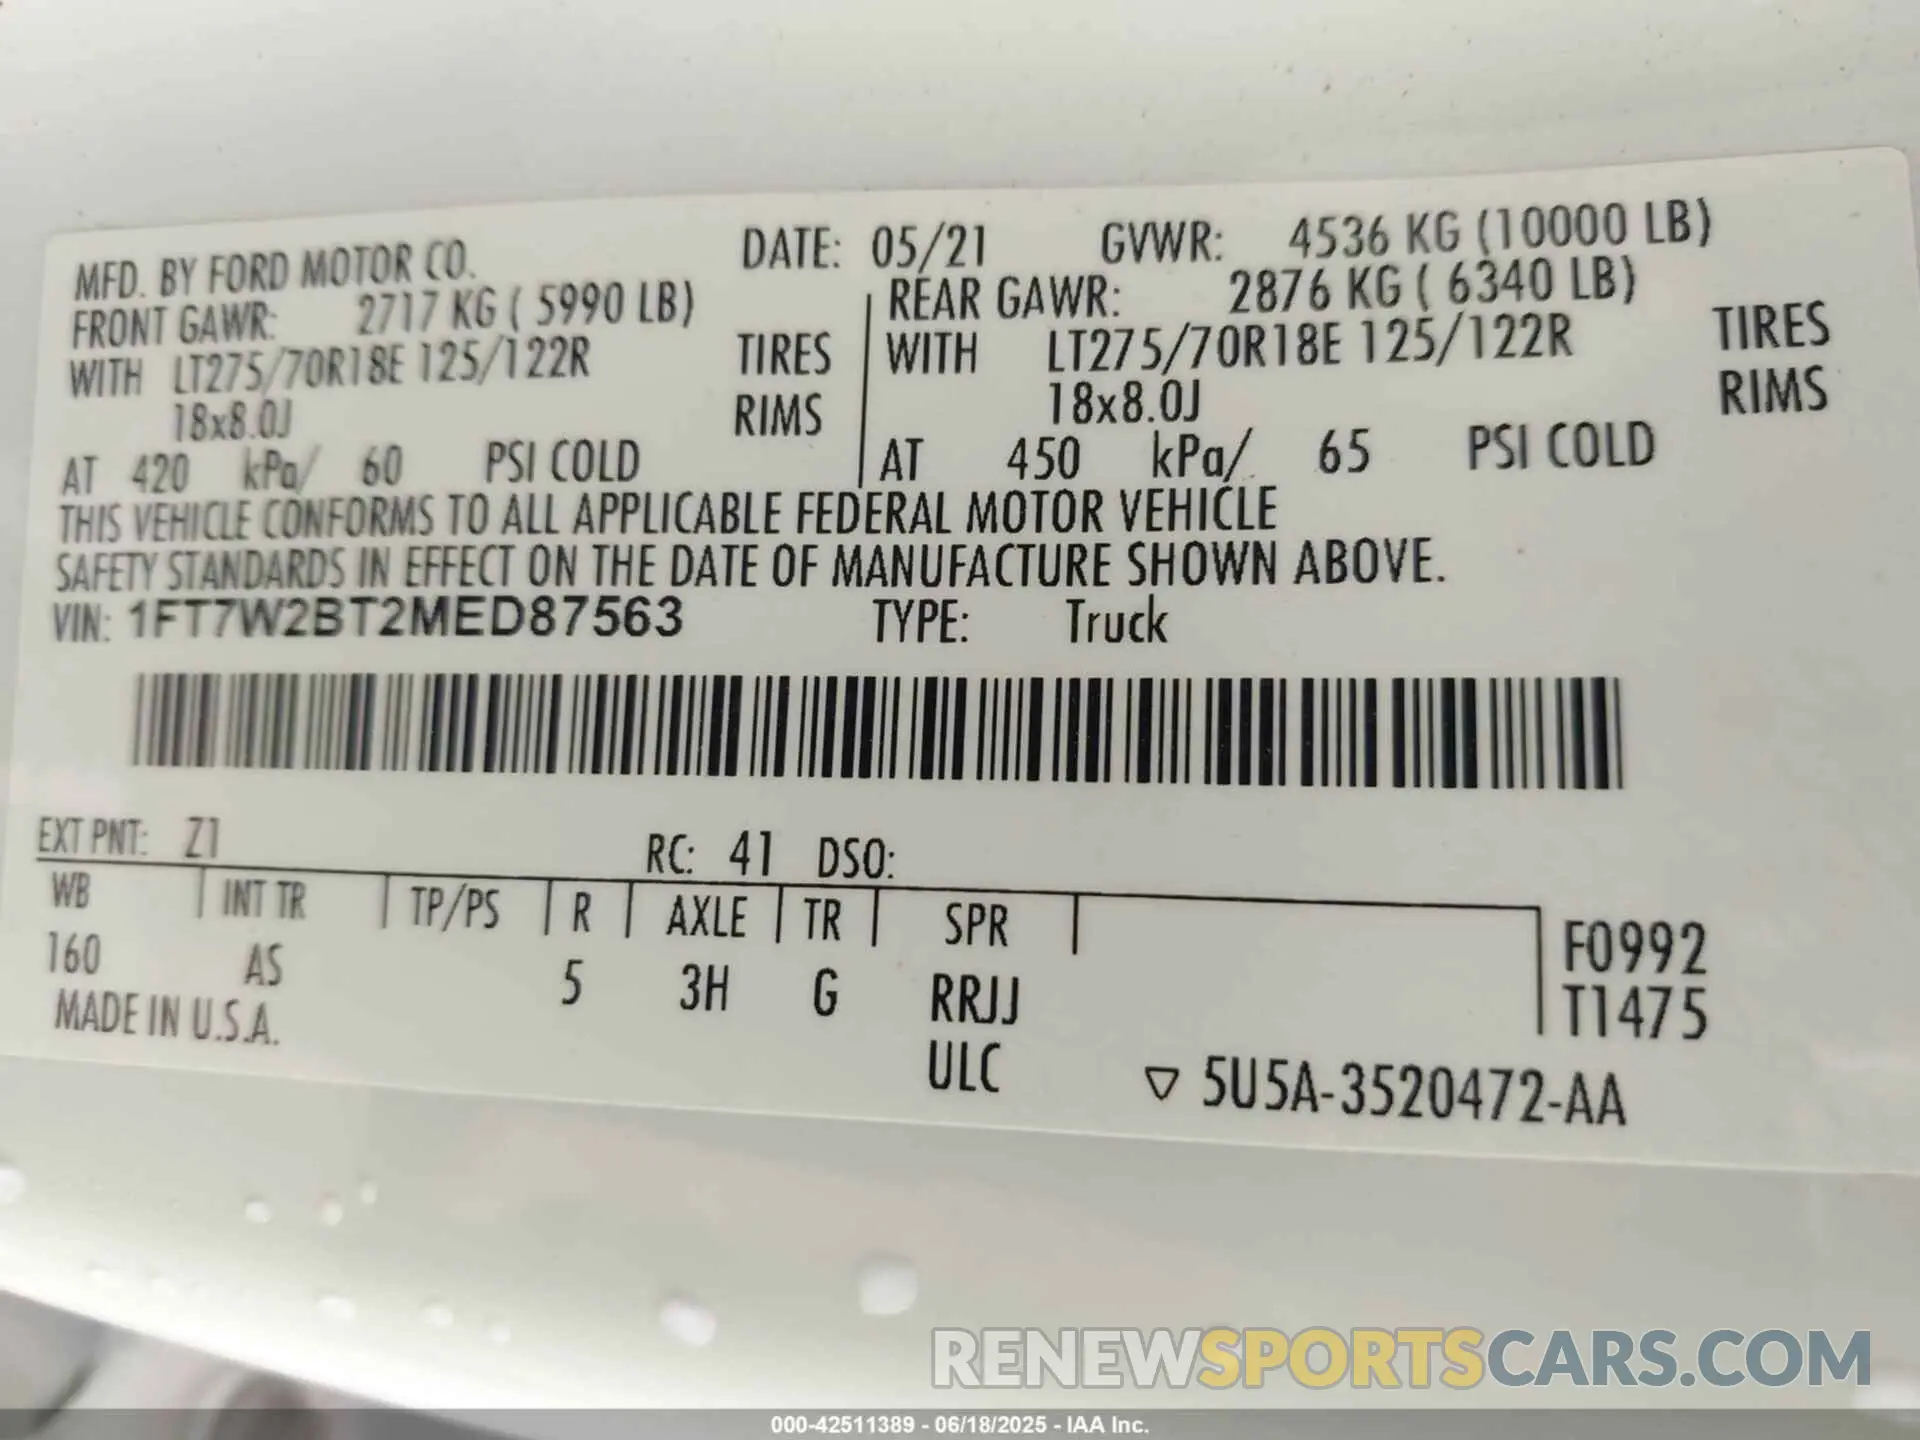 MFD. BY FORD MOTOR CO. DATE: 05/21 GVWR: 4536 KG (10000 LB)
FRONT GAWR: 2717 KG ( 5990 LB) REAR GAWR: 2876 KG ( 6340 LB)
WITH LT275/70R18E 125/122R TIRES WITH LT275/70R18E 125/122R TIRES
18x8.0J RIMS 18x8.0J RIMS
AT 420 kPa/ 60 PSI COLD AT 450 kPa/ 65 PSI COLD
THIS VEHICLE CONFORMS TO ALL APPLICABLE FEDERAL MOTOR VEHICLE
SAFETY STANDARDS IN EFFECT ON THE DATE OF MANUFACTURE SHOWN ABOVE.
VIN: 1FT7W2BT2MED87563 TYPE: Truck
EXT PNT: Z1 RC: 41 DSO:
WB INT TR TP/PS R AXLE TR SPR F0992
160 AS 5 3H G RRJJ T1475
MADE IN U.S.A. ULC ▽ 5U5A-3520472-AA
RENEWSPORTSCARS.COM
000-42511389 - 06/18/2025 - IAA Inc.